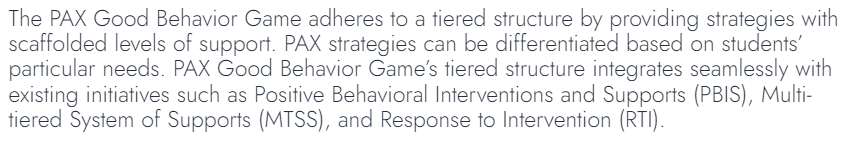 The PAX Good Behavior Game adheres to a tiered structure by providing strategies with
scaffolded levels of support. PAX strategies can be differentiated based on students’
particular needs. PAX Good Behavior Game’s tiered structure integrates seamlessly with
existing initiatives such as Positive Behavioral Interventions and Supports (PBIS), Multi-
tiered System of Supports (MTSS), and Response to Intervention (RTI).